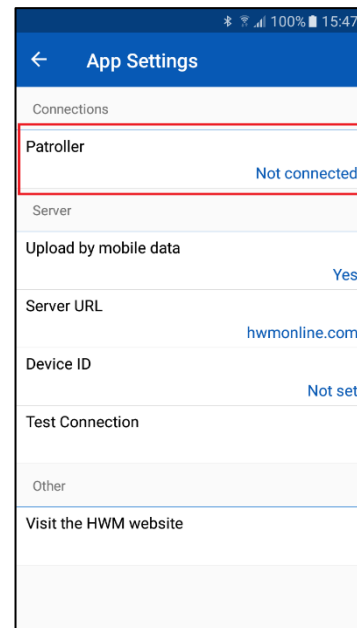 100% 15:47
App Settings
Connections
Patroller
Not connected
Server
Upload by mobile data
Yes
Server URL
hwmonline.com
Device ID
Not set
Test Connection
Other
Visit the HWM website